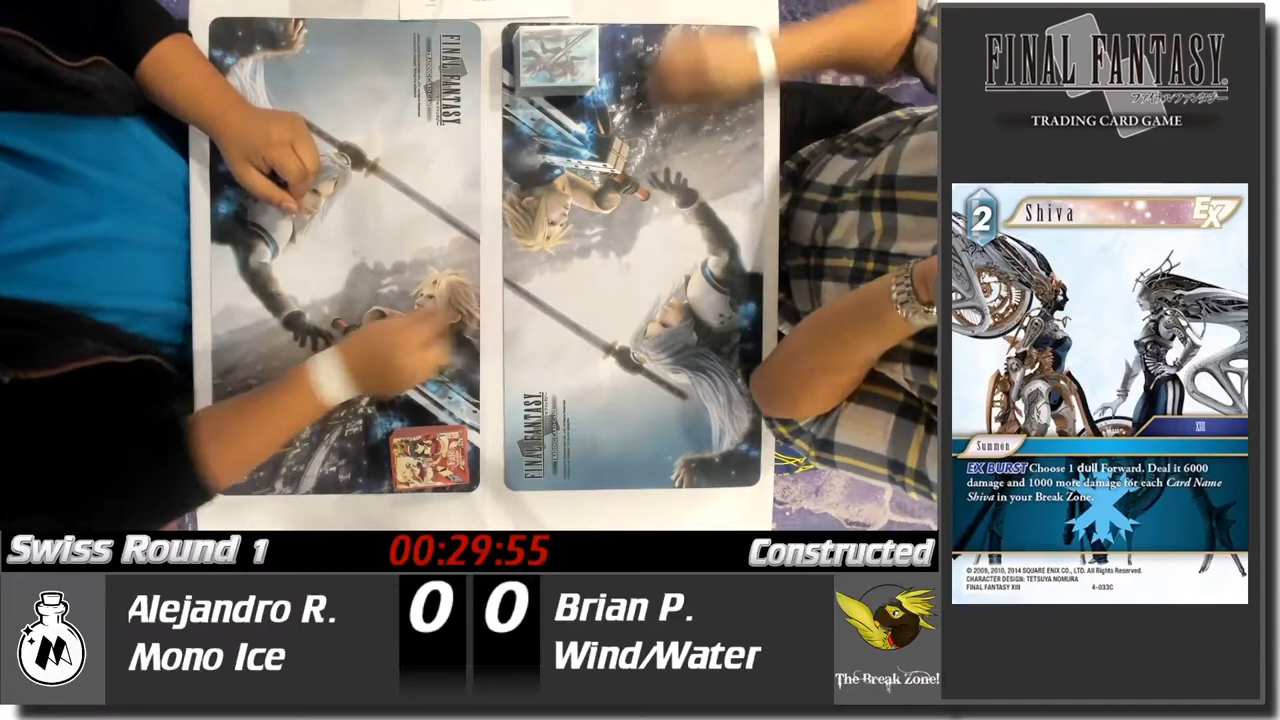 FINAL FANTASY
FINAL FANTASY
FINAL FANTASY®
ファイナルファンタジー
TRADING CARD GAME
2
Shiva
EX
XIII
Summon
EX BURST Choose 1 dull Forward. Deal it 6000
damage and 1000 more damage for each Card Name
Shiva in your Break Zone.
© 2009, 2010, 2014 SQUARE ENIX CO., LTD. All Rights Reserved.
CHARACTER DESIGN: TETSUYA NOMURA
FINAL FANTASY XIII
4-033C
Swiss Round 1
00:29:55
Constructed
Alejandro R.
Mono Ice
0 0
Brian P.
Wind/Water
The Break Zone!